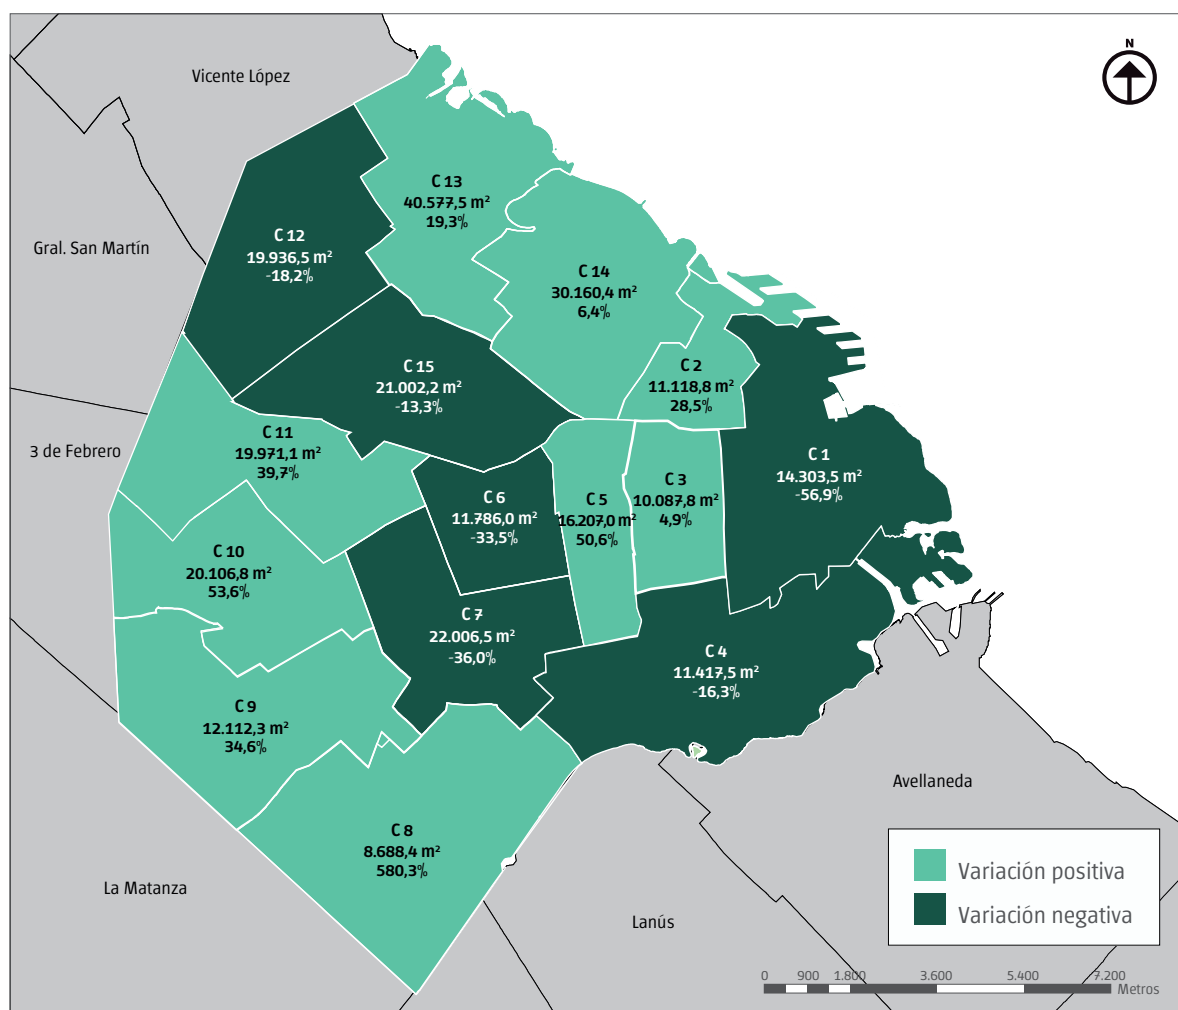 N
Vicente López
C 13
40.577,5 m²
19,3%
C 12
19.936,5 m²
-18,2%
Gral. San Martín
C 14
30.160,4 m²
6,4%
C 15
21.002,2 m²
-13,3%
C 2
11.118,8 m²
28,5%
C 11
19.971,1 m²
39,7%
3 de Febrero
C 1
14.303,5 m²
-56,9%
C 6
11.786,0 m²
-33,5%
C 5
16.207,0 m²
50,6%
C 3
10.087,8 m²
4,9%
C 10
20.106,8 m²
53,6%
C 7
22.006,5 m²
-36,0%
C 4
11.417,5 m²
-16,3%
C 9
12.112,3 m²
34,6%
C 8
8.688,4 m²
580,3%
Avellaneda
La Matanza
Lanús
Variación positiva
Variación negativa
0 900 1.800 3.600 5.400 7.200
Metros